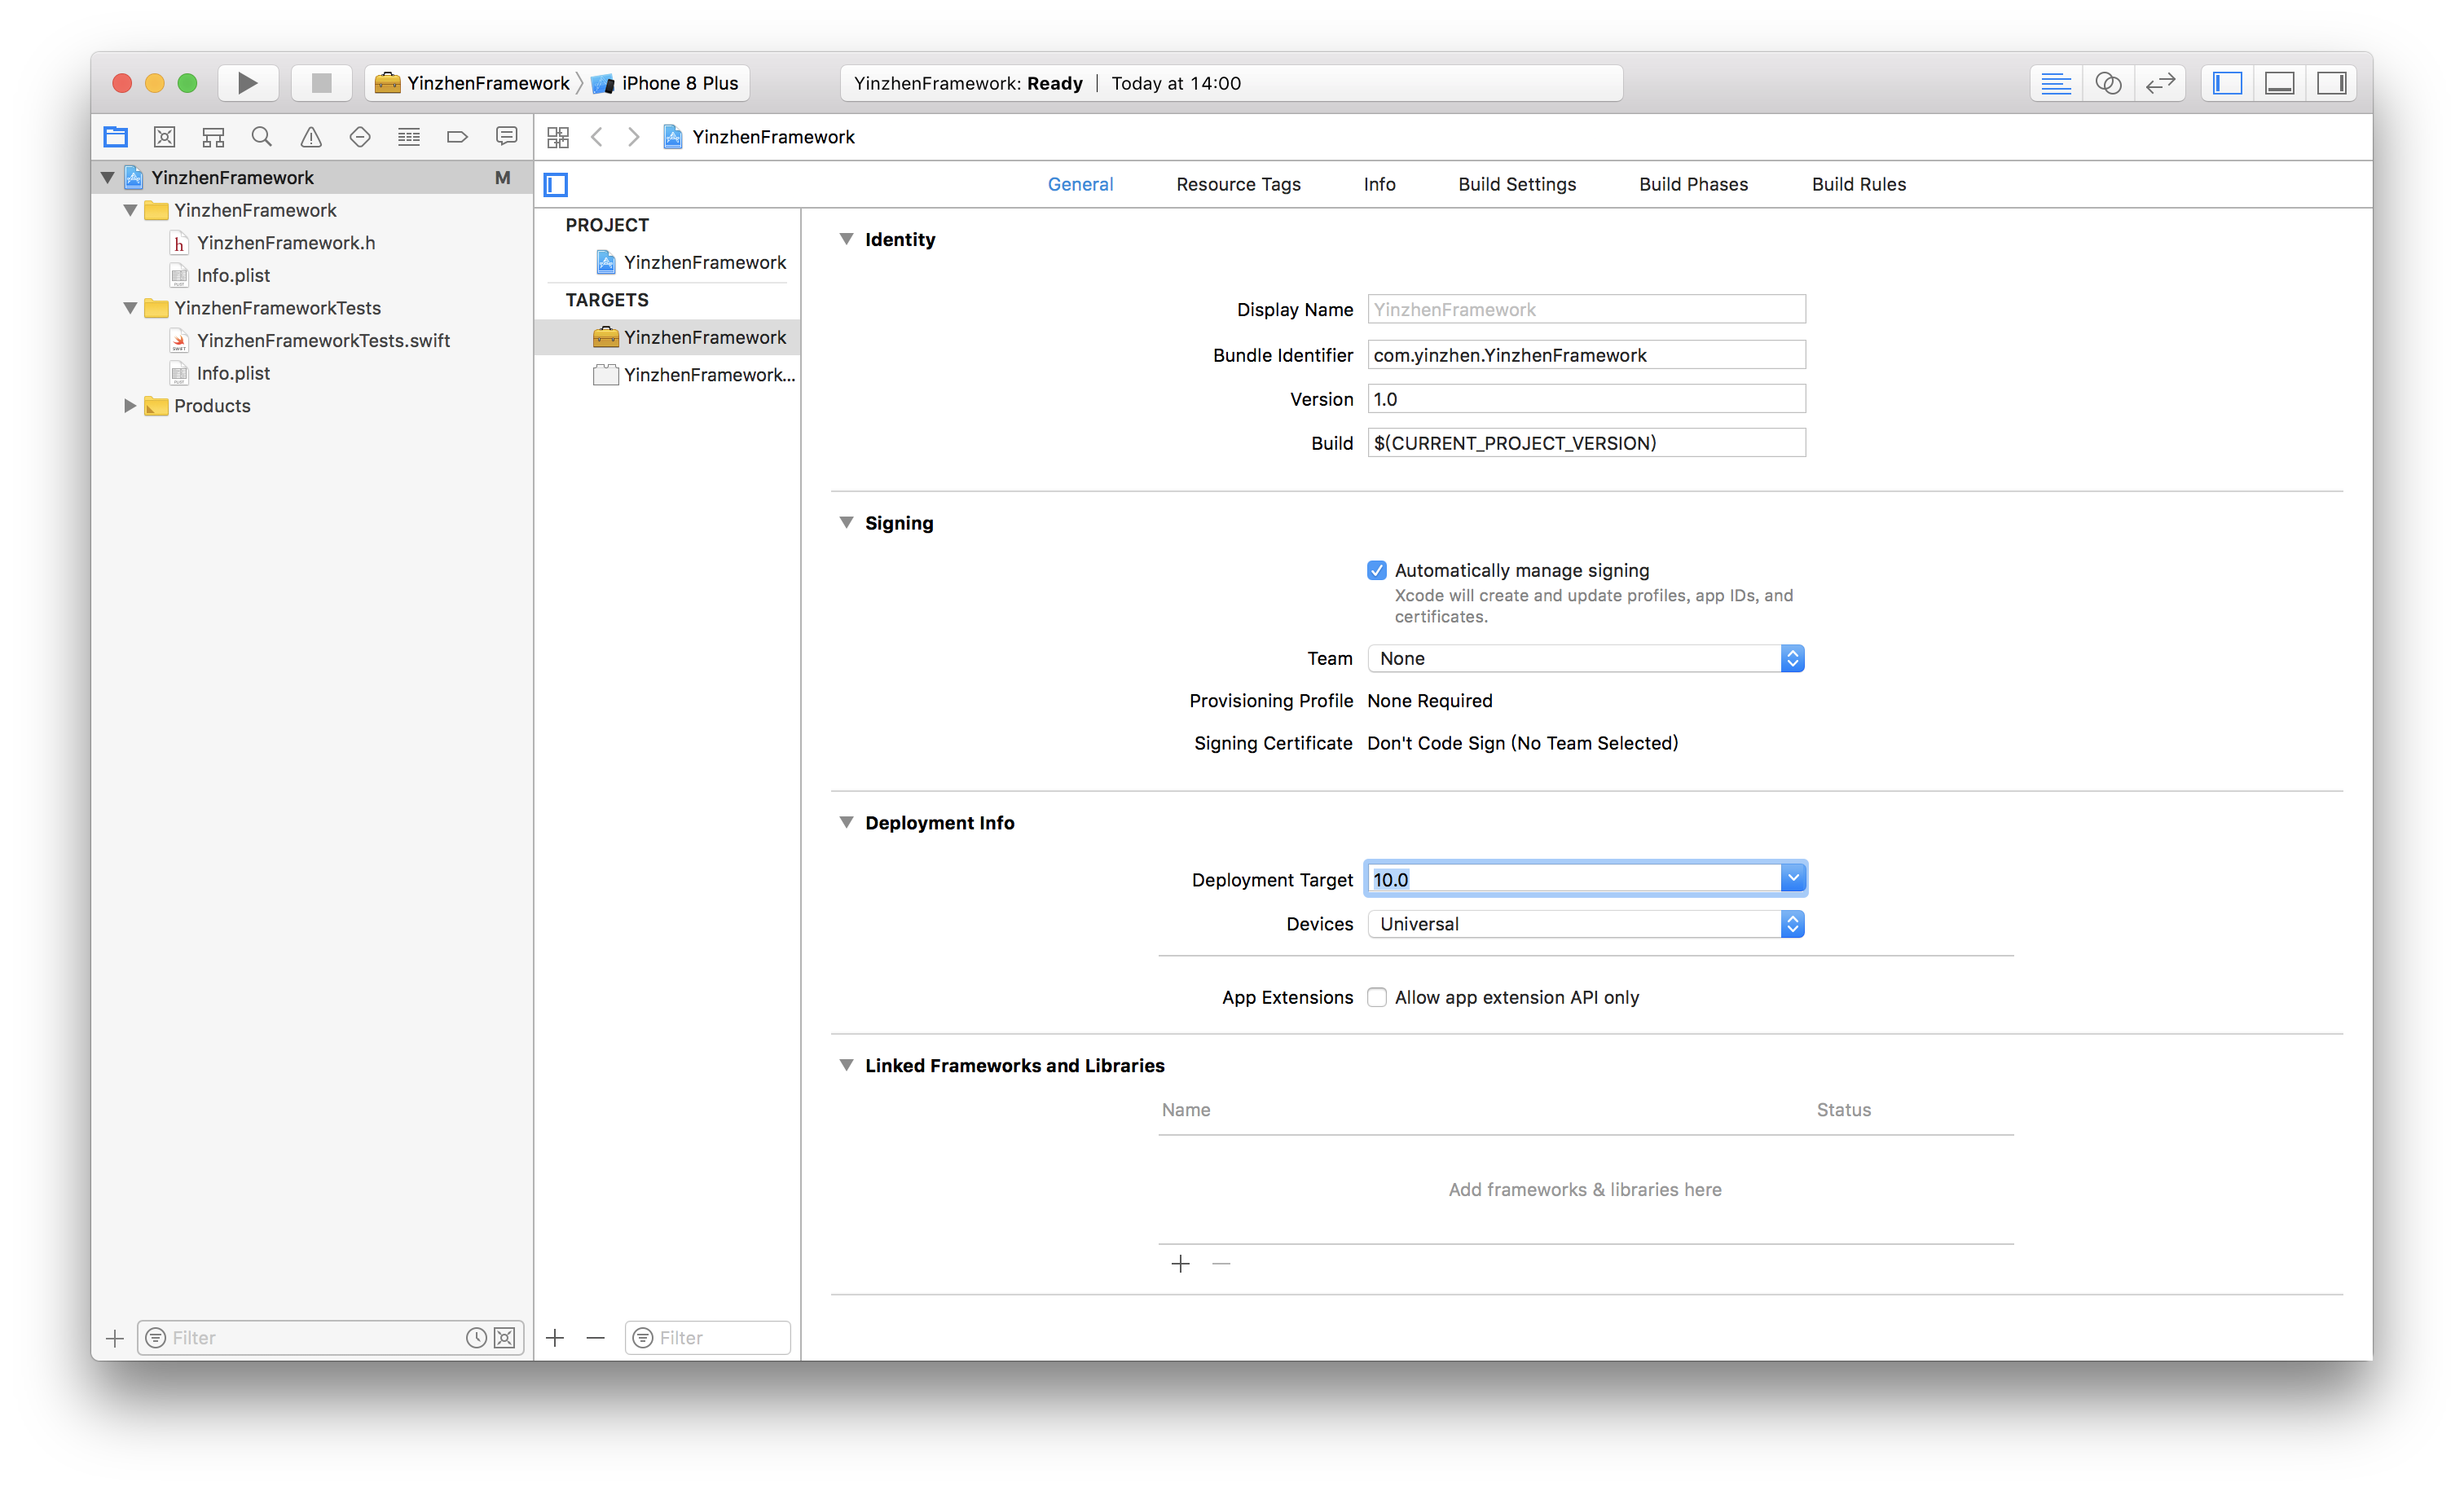 YinzhenFramework 〉 iPhone 8 Plus
YinzhenFramework: Ready | Today at 14:00
YinzhenFramework
YinzhenFramework M
YinzhenFramework
YinzhenFramework.h
Info.plist
YinzhenFrameworkTests
YinzhenFrameworkTests.swift
Info.plist
Products
Filter
General Resource Tags Info Build Settings Build Phases Build Rules
PROJECT
YinzhenFramework
TARGETS
YinzhenFramework
YinzhenFramework...
Filter
Identity
Display Name YinzhenFramework
Bundle Identifier com.yinzhen.YinzhenFramework
Version 1.0
Build $(CURRENT_PROJECT_VERSION)
Signing
Automatically manage signing
Xcode will create and update profiles, app IDs, and
certificates.
Team None
Provisioning Profile None Required
Signing Certificate Don't Code Sign (No Team Selected)
Deployment Info
Deployment Target 10.0
Devices Universal
App Extensions Allow app extension API only
Linked Frameworks and Libraries
Name Status
Add frameworks & libraries here